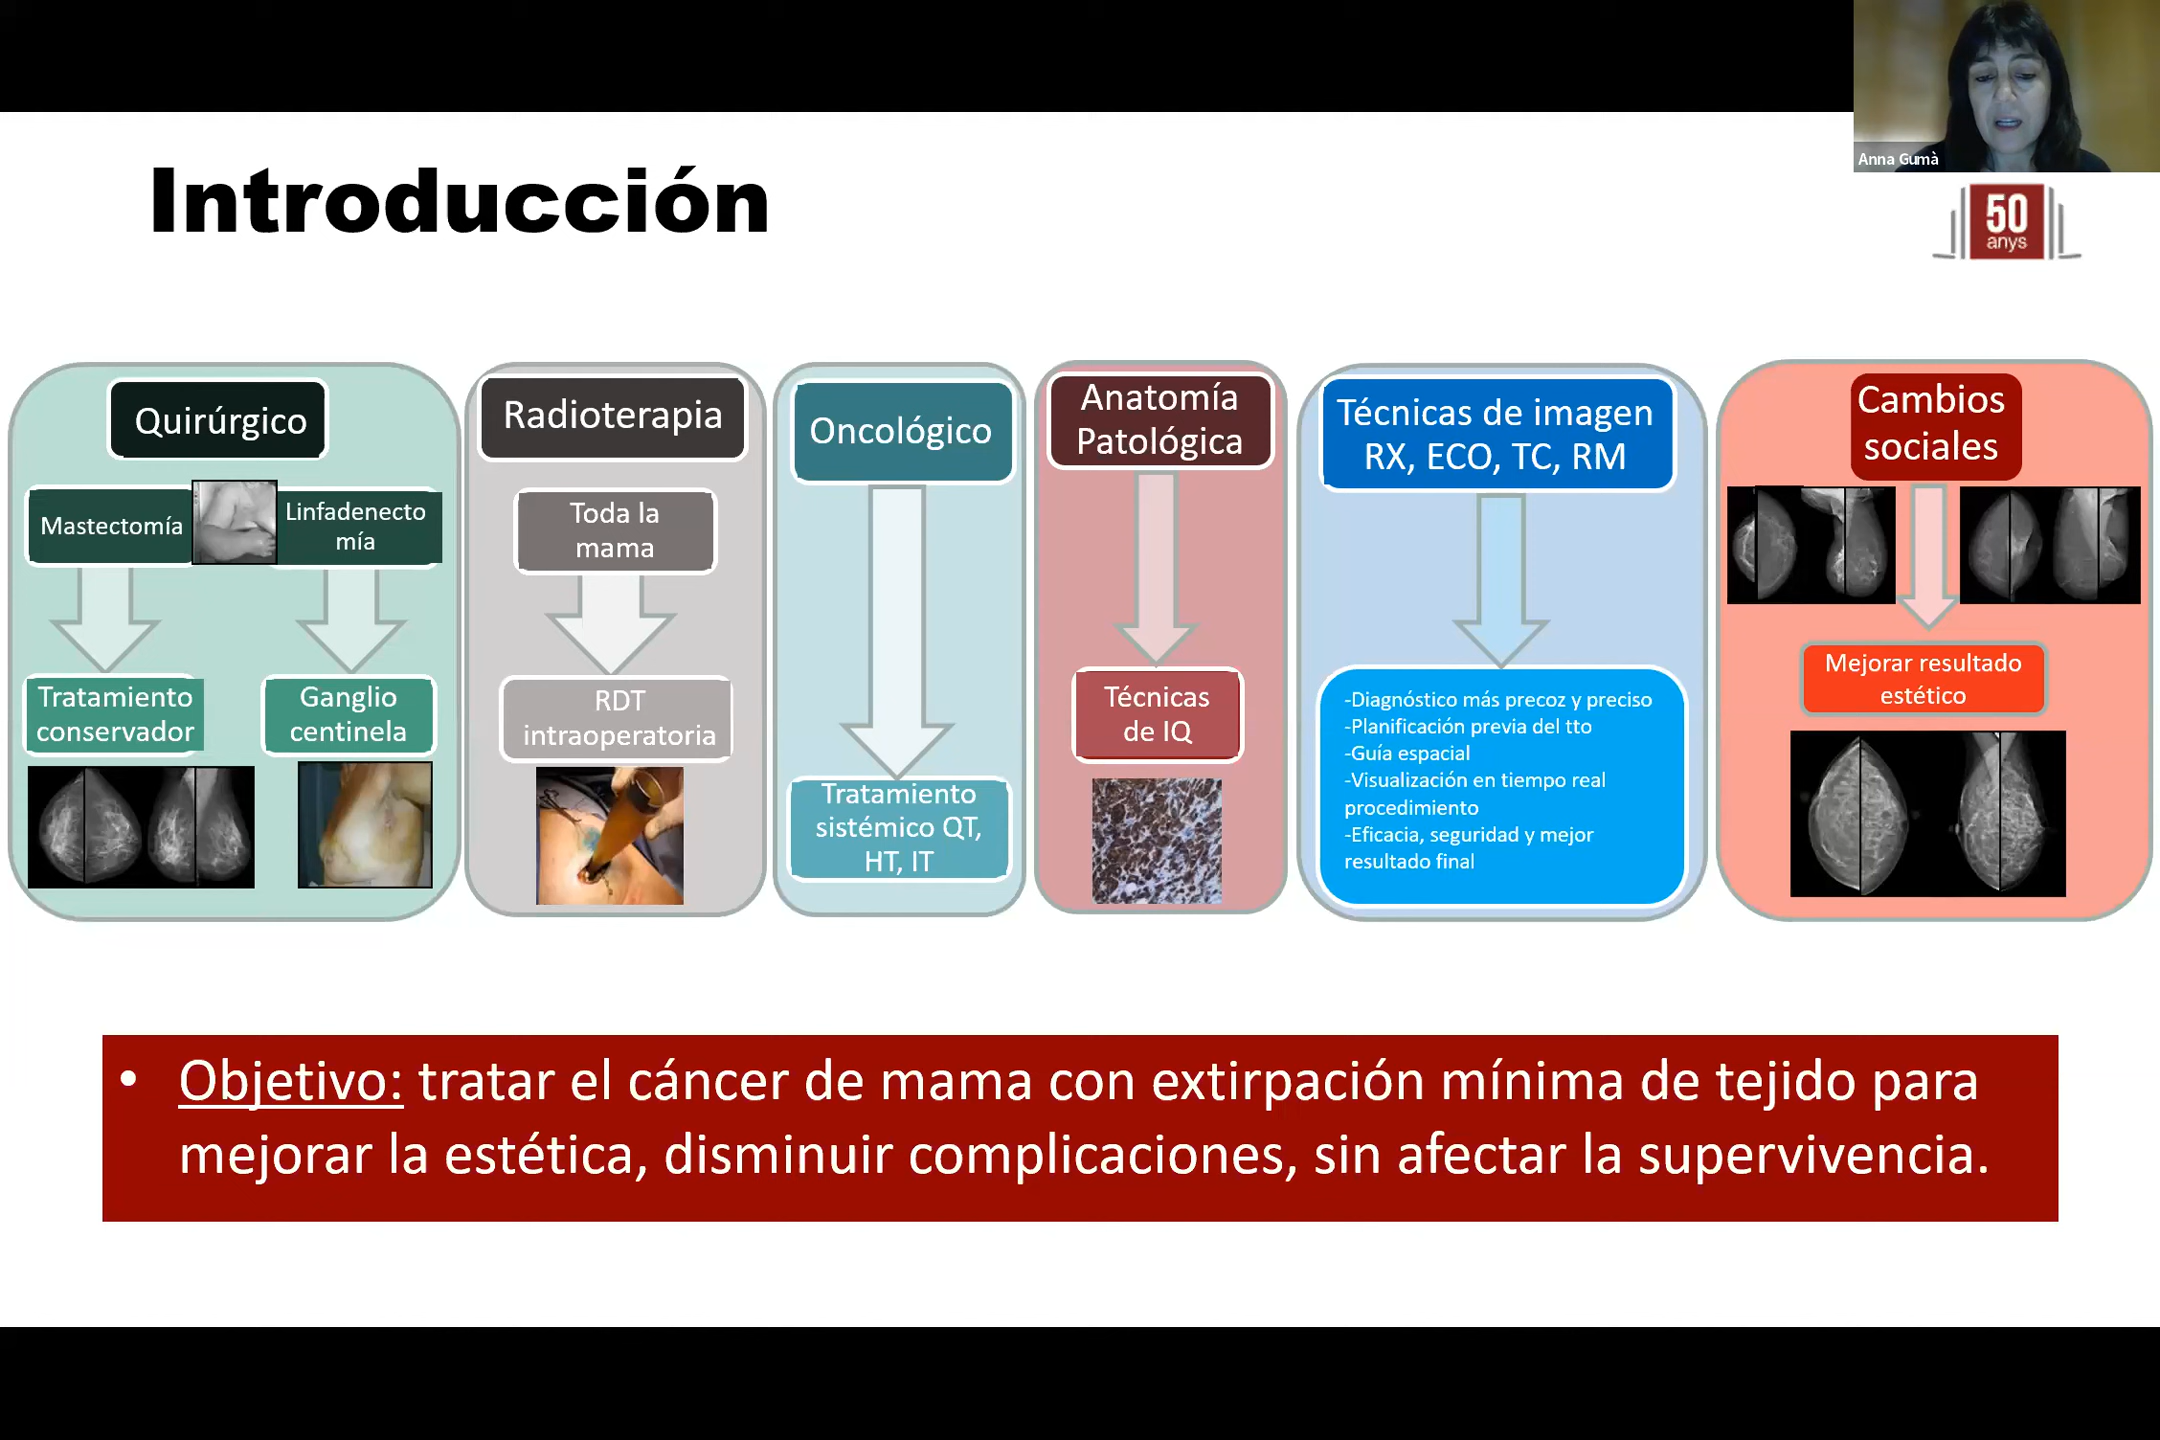 Anna Gumà
Introducción
50
anys
Quirúrgico
Mastectomía
Linfadenecto
mía
Tratamiento
conservador
Ganglio
centinela
Radioterapia
Toda la
mama
RDT
intraoperatoria
Oncológico
Tratamiento
sistémico QT,
HT, IT
Anatomía
Patológica
Técnicas
de IQ
Técnicas de imagen
RX, ECO, TC, RM
-Diagnóstico más precoz y preciso
-Planificación previa del tto
-Guía espacial
-Visualización en tiempo real
procedimiento
-Eficacia, seguridad y mejor
resultado final
Cambios
sociales
Mejorar resultado
estético
• Objetivo: tratar el cáncer de mama con extirpación mínima de tejido para
mejorar la estética, disminuir complicaciones, sin afectar la supervivencia.